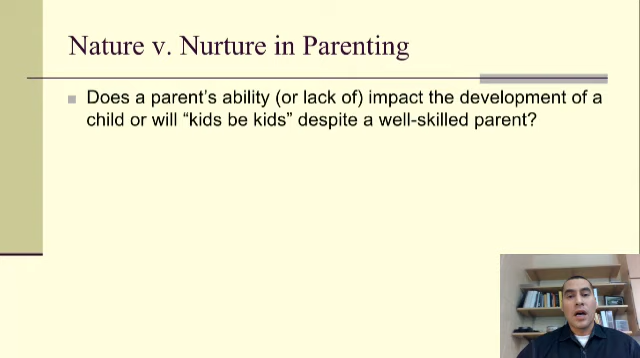 Nature v. Nurture in Parenting
Does a parent’s ability (or lack of) impact the development of a
child or will “kids be kids” despite a well-skilled parent?